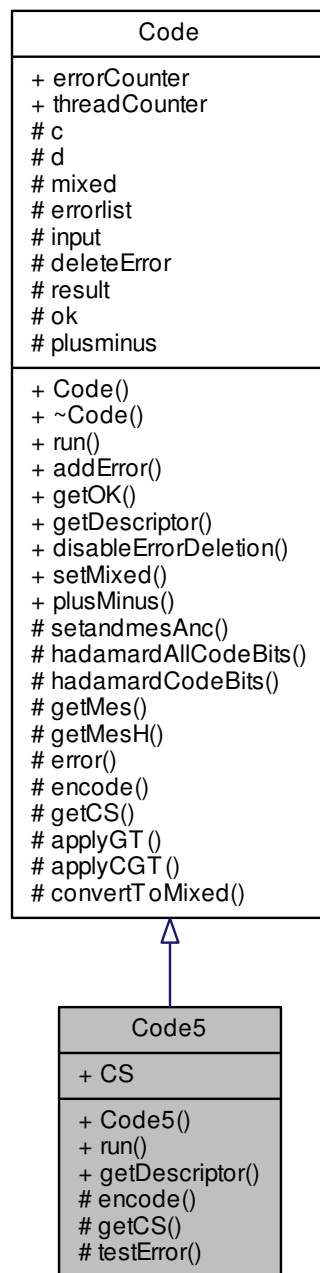 Code
+ errorCounter
+ threadCounter
# c
# d
# mixed
# errorlist
# input
# deleteError
# result
# ok
# plusminus
+ Code()
+ ~Code()
+ run()
+ addError()
+ getOK()
+ getDescriptor()
+ disableErrorDeletion()
+ setMixed()
+ plusMinus()
# setandmesAnc()
# hadamardAllCodeBits()
# hadamardCodeBits()
# getMes()
# getMesH()
# error()
# encode()
# getCS()
# applyGT()
# applyCGT()
# convertToMixed()
Code5
+ CS
+ Code5()
+ run()
+ getDescriptor()
# encode()
# getCS()
# testError()